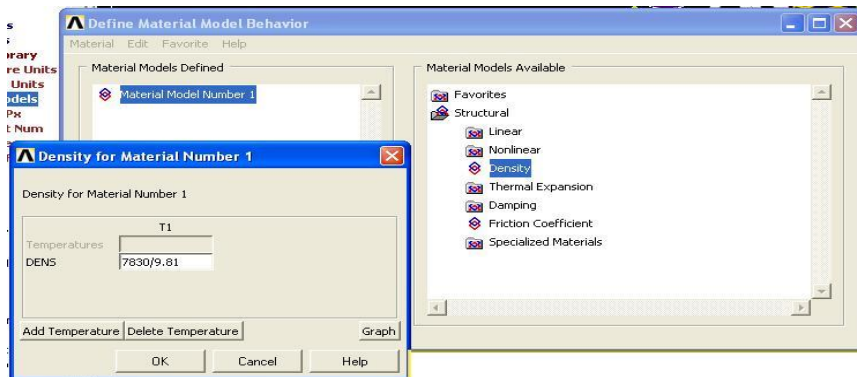 Define Material Model Behavior
Material Edit Favorite Help
Material Models Defined
Material Model Number 1
Material Models Available
Favorites
Structural
Linear
Nonlinear
Density
Thermal Expansion
Damping
Friction Coefficient
Specialized Materials
s
s
brary
re Units
Units
odels
Px
t Num
Density for Material Number 1
Density for Material Number 1
T1
Temperatures
DENS 7830/9.81
Add Temperature Delete Temperature Graph
OK Cancel Help